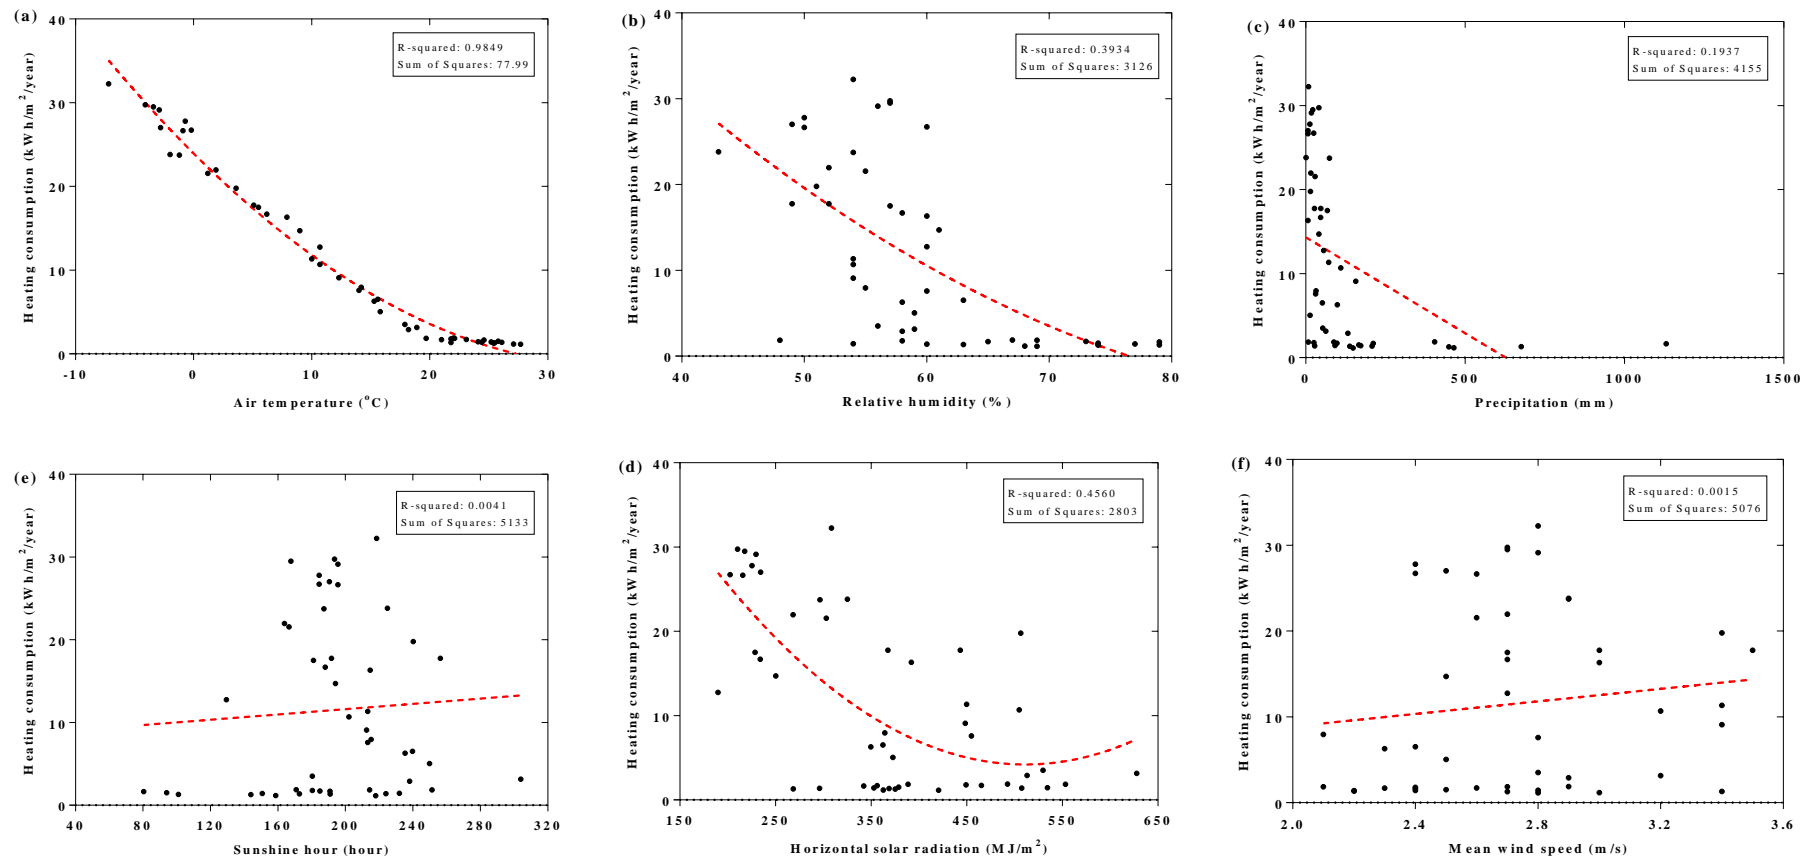 (a)
40
30
20
10
0
Heating consumption (kWh/m²/year)
R-squared: 0.9849
Sum of Squares: 77.99
-10 0 10 20 30
Air temperature (°C)
(b)
40
30
20
10
0
Heating consumption (kWh/m²/year)
R-squared: 0.3934
Sum of Squares: 3126
40 50 60 70 80
Relative humidity (%)
(c)
40
30
20
10
0
Heating consumption (kWh/m²/year)
R-squared: 0.1937
Sum of Squares: 4155
0 500 1000 1500
Precipitation (mm)
(e)
40
30
20
10
0
Heating consumption (kWh/m²/year)
R-squared: 0.0041
Sum of Squares: 5133
40 80 120 160 200 240 280 320
Sunshine hour (hour)
(d)
40
30
20
10
0
Heating consumption (kWh/m²/year)
R-squared: 0.4560
Sum of Squares: 2803
150 250 350 450 550 650
Horizontal solar radiation (MJ/m²)
(f)
40
30
20
10
0
Heating consumption (kWh/m²/year)
R-squared: 0.0015
Sum of Squares: 5076
2.0 2.4 2.8 3.2 3.6
Mean wind speed (m/s)